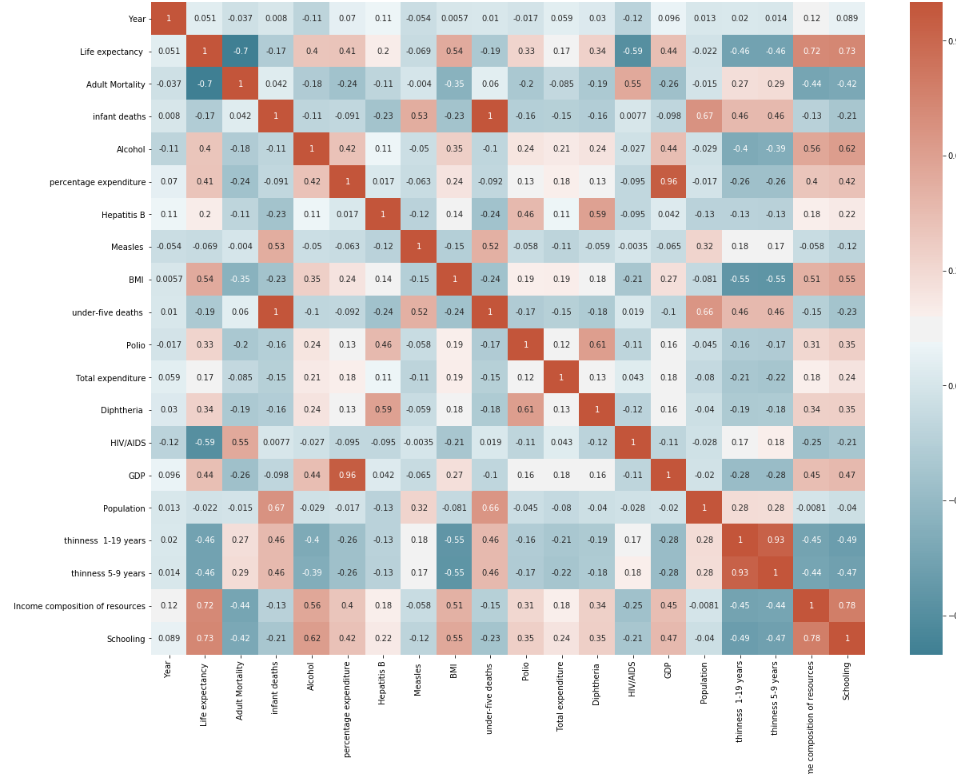 Year 1 0.051 -0.037 0.008 -0.11 0.07 0.11 -0.054 0.0057 0.01 -0.017 0.059 0.03 -0.12 0.096 0.013 0.02 0.014 0.12 0.089
Life expectancy 0.051 1 -0.7 -0.17 0.4 0.41 0.2 -0.069 0.54 -0.19 0.33 0.17 0.34 -0.59 0.44 -0.022 -0.46 -0.46 0.72 0.73
Adult Mortality -0.037 -0.7 1 0.042 -0.18 -0.24 -0.11 -0.004 -0.35 0.06 -0.2 -0.085 -0.19 0.55 -0.26 -0.015 0.27 0.29 -0.44 -0.42
infant deaths 0.008 -0.17 0.042 1 -0.11 -0.091 -0.23 0.53 -0.23 1 -0.16 -0.15 -0.16 0.0077 -0.098 0.67 0.46 0.46 -0.13 -0.21
Alcohol -0.11 0.4 -0.18 -0.11 1 0.42 0.11 -0.05 0.35 -0.1 0.24 0.21 0.24 -0.027 0.44 -0.029 -0.4 -0.39 0.56 0.62
percentage expenditure 0.07 0.41 -0.24 -0.091 0.42 1 0.017 -0.063 0.24 -0.092 0.13 0.18 0.13 -0.095 0.96 -0.017 -0.26 -0.26 0.4 0.42
Hepatitis B 0.11 0.2 -0.11 -0.23 0.11 0.017 1 -0.12 0.14 -0.24 0.46 0.11 0.59 -0.095 0.042 -0.13 -0.13 -0.13 0.18 0.22
Measles -0.054 -0.069 -0.004 0.53 -0.05 -0.063 -0.12 1 -0.15 0.52 -0.058 -0.11 -0.059 -0.0035 -0.065 0.32 0.18 0.17 -0.058 -0.12
BMI 0.0057 0.54 -0.35 -0.23 0.35 0.24 0.14 -0.15 1 -0.24 0.19 0.19 0.18 -0.21 0.27 -0.081 -0.55 -0.55 0.51 0.55
under-five deaths 0.01 -0.19 0.06 1 -0.1 -0.092 -0.24 0.52 -0.24 1 -0.17 -0.15 -0.18 0.019 -0.1 0.66 0.46 0.46 -0.15 -0.23
Polio -0.017 0.33 -0.2 -0.16 0.24 0.13 0.46 -0.058 0.19 -0.17 1 0.12 0.61 -0.11 0.16 -0.045 -0.16 -0.17 0.31 0.35
Total expenditure 0.059 0.17 -0.085 -0.15 0.21 0.18 0.11 -0.11 0.19 -0.15 0.12 1 0.13 0.043 0.18 -0.08 -0.21 -0.22 0.18 0.24
Diphtheria 0.03 0.34 -0.19 -0.16 0.24 0.13 0.59 -0.059 0.18 -0.18 0.61 0.13 1 -0.12 0.16 -0.04 -0.19 -0.18 0.34 0.35
HIV/AIDS -0.12 -0.59 0.55 0.0077 -0.027 -0.095 -0.095 -0.0035 -0.21 0.019 -0.11 0.043 -0.12 1 -0.11 -0.028 0.17 0.18 -0.25 -0.21
GDP 0.096 0.44 -0.26 -0.098 0.44 0.96 0.042 -0.065 0.27 -0.1 0.16 0.18 0.16 -0.11 1 -0.02 -0.28 -0.28 0.45 0.47
Population 0.013 -0.022 -0.015 0.67 -0.029 -0.017 -0.13 0.32 -0.081 0.66 -0.045 -0.08 -0.04 -0.028 -0.02 1 0.28 0.28 -0.0081 -0.04
thinness 1-19 years 0.02 -0.46 0.27 0.46 -0.4 -0.26 -0.13 0.18 -0.55 0.46 -0.16 -0.21 -0.19 0.17 -0.28 0.28 1 0.93 -0.45 -0.49
thinness 5-9 years 0.014 -0.46 0.29 0.46 -0.39 -0.26 -0.13 0.17 -0.55 0.46 -0.17 -0.22 -0.18 0.18 -0.28 0.28 0.93 1 -0.44 -0.47
Income composition of resources 0.12 0.72 -0.44 -0.13 0.56 0.4 0.18 -0.058 0.51 -0.15 0.31 0.18 0.34 -0.25 0.45 -0.0081 -0.45 -0.44 1 0.78
Schooling 0.089 0.73 -0.42 -0.21 0.62 0.42 0.22 -0.12 0.55 -0.23 0.35 0.24 0.35 -0.21 0.47 -0.04 -0.49 -0.47 0.78 1
Year
Life expectancy
Adult Mortality
infant deaths
Alcohol
percentage expenditure
Hepatitis B
Measles
BMI
under-five deaths
Polio
Total expenditure
Diphtheria
HIV/AIDS
GDP
Population
thinness 1-19 years
thinness 5-9 years
me composition of resources
Schooling